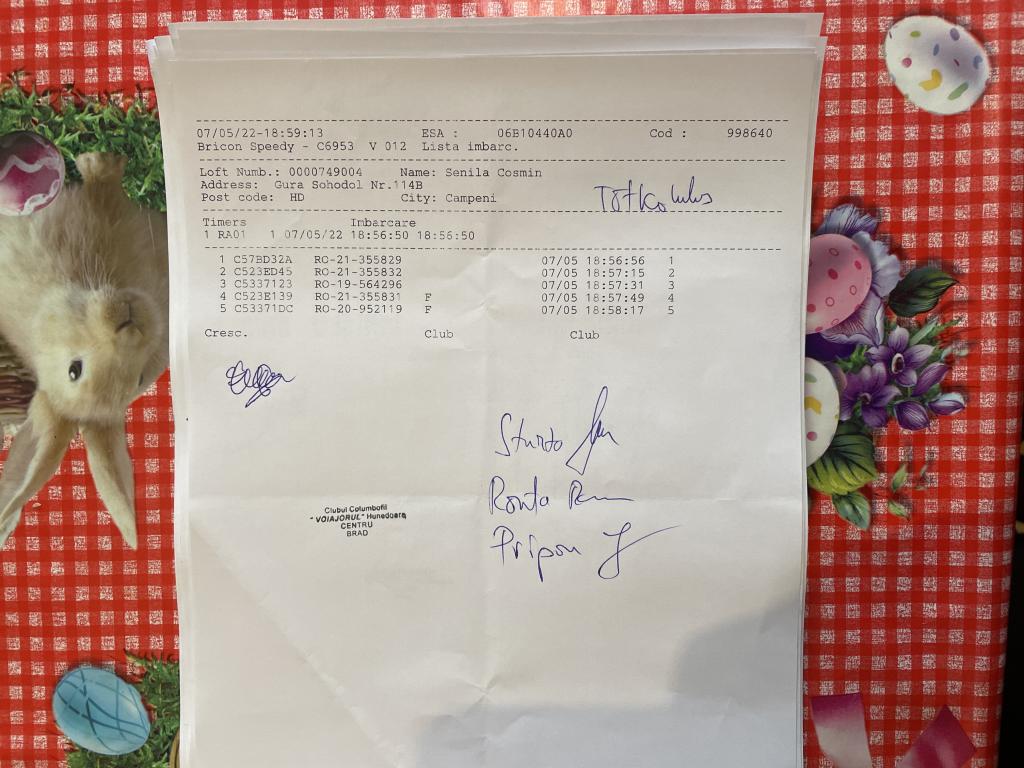 07/05/22-18:59:13 ESA : 06B10440A0 Cod : 998640
Bricon Speedy - C6953 V 012 Lista imbarc.
Loft Numb.: 0000749004 Name: Senila Cosmin
Address: Gura Sohodol Nr.114B
Post code: HD City: Campeni
Timers Imbarcare
1 RA01 1 07/05/22 18:56:50 18:56:50
1 C57BD32A RO-21-355829 07/05 18:56:56 1
2 C523ED45 RO-21-355832 07/05 18:57:15 2
3 C5337123 RO-19-564296 07/05 18:57:31 3
4 C523E139 RO-21-355831 F 07/05 18:57:49 4
5 C53371DC RO-20-952119 F 07/05 18:58:17 5
Cresc. Club Club
Clubul Columbofil
"VOIAJORUL" Hunedoara
CENTRU
BRAD